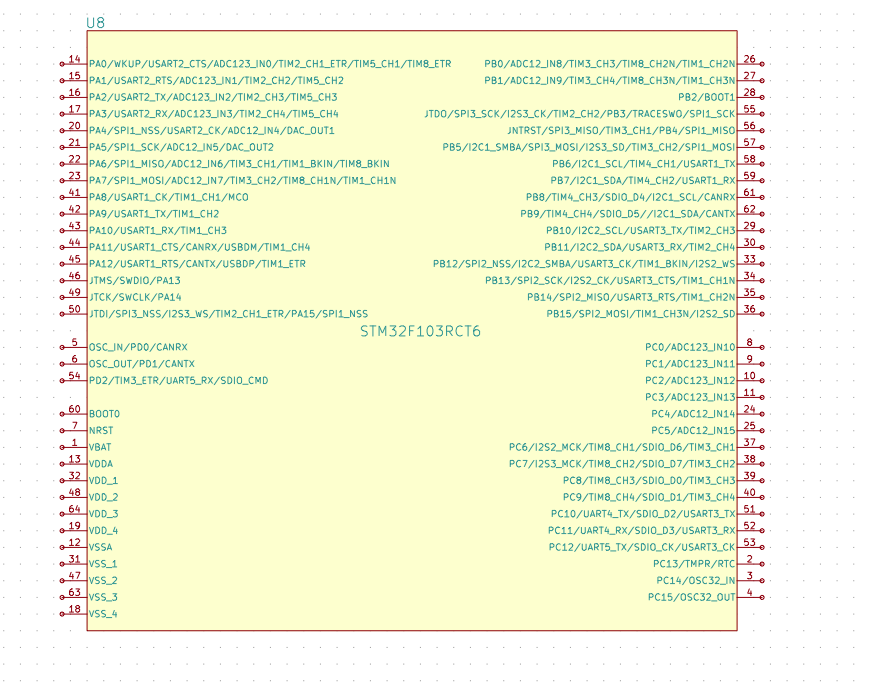 U8
14 PA0/WKUP/USART2_CTS/ADC123_IN0/TIM2_CH1_ETR/TIM5_CH1/TIM8_ETR PB0/ADC12_IN8/TIM3_CH3/TIM8_CH2N/TIM1_CH2N 26
15 PA1/USART2_RTS/ADC123_IN1/TIM2_CH2/TIM5_CH2 PB1/ADC12_IN9/TIM3_CH4/TIM8_CH3N/TIM1_CH3N 27
16 PA2/USART2_TX/ADC123_IN2/TIM2_CH3/TIM5_CH3 PB2/BOOT1 28
17 PA3/USART2_RX/ADC123_IN3/TIM2_CH4/TIM5_CH4 JTDO/SPI3_SCK/I2S3_CK/TIM2_CH2/PB3/TRACESWO/SPI1_SCK 55
20 PA4/SPI1_NSS/USART2_CK/ADC12_IN4/DAC_OUT1 JNTRST/SPI3_MISO/TIM3_CH1/PB4/SPI1_MISO 56
21 PA5/SPI1_SCK/ADC12_IN5/DAC_OUT2 PB5/I2C1_SMBA/SPI3_MOSI/I2S3_SD/TIM3_CH2/SPI1_MOSI 57
22 PA6/SPI1_MISO/ADC12_IN6/TIM3_CH1/TIM1_BKIN/TIM8_BKIN PB6/I2C1_SCL/TIM4_CH1/USART1_TX 58
23 PA7/SPI1_MOSI/ADC12_IN7/TIM3_CH2/TIM8_CH1N/TIM1_CH1N PB7/I2C1_SDA/TIM4_CH2/USART1_RX 59
41 PA8/USART1_CK/TIM1_CH1/MCO PB8/TIM4_CH3/SDIO_D4/I2C1_SCL/CANRX 61
42 PA9/USART1_TX/TIM1_CH2 PB9/TIM4_CH4/SDIO_D5//I2C1_SDA/CANTX 62
43 PA10/USART1_RX/TIM1_CH3 PB10/I2C2_SCL/USART3_TX/TIM2_CH3 29
44 PA11/USART1_CTS/CANRX/USBDM/TIM1_CH4 PB11/I2C2_SDA/USART3_RX/TIM2_CH4 30
45 PA12/USART1_RTS/CANTX/USBDP/TIM1_ETR PB12/SPI2_NSS/I2C2_SMBA/USART3_CK/TIM1_BKIN/I2S2_WS 33
46 JTMS/SWDIO/PA13 PB13/SPI2_SCK/I2S2_CK/USART3_CTS/TIM1_CH1N 34
49 JTCK/SWCLK/PA14 PB14/SPI2_MISO/USART3_RTS/TIM1_CH2N 35
50 JTDI/SPI3_NSS/I2S3_WS/TIM2_CH1_ETR/PA15/SPI1_NSS PB15/SPI2_MOSI/TIM1_CH3N/I2S2_SD 36
STM32F103RCT6
5 OSC_IN/PD0/CANRX PC0/ADC123_IN10 8
6 OSC_OUT/PD1/CANTX PC1/ADC123_IN11 9
54 PD2/TIM3_ETR/UART5_RX/SDIO_CMD PC2/ADC123_IN12 10
PC3/ADC123_IN13 11
60 BOOT0 PC4/ADC12_IN14 24
7 NRST PC5/ADC12_IN15 25
1 VBAT PC6/I2S2_MCK/TIM8_CH1/SDIO_D6/TIM3_CH1 37
13 VDDA PC7/I2S3_MCK/TIM8_CH2/SDIO_D7/TIM3_CH2 38
32 VDD_1 PC8/TIM8_CH3/SDIO_D0/TIM3_CH3 39
48 VDD_2 PC9/TIM8_CH4/SDIO_D1/TIM3_CH4 40
64 VDD_3 PC10/UART4_TX/SDIO_D2/USART3_TX 51
19 VDD_4 PC11/UART4_RX/SDIO_D3/USART3_RX 52
12 VSSA PC12/UART5_TX/SDIO_CK/USART3_CK 53
31 VSS_1 PC13/TMPR/RTC 2
47 VSS_2 PC14/OSC32_IN 3
63 VSS_3 PC15/OSC32_OUT 4
18 VSS_4